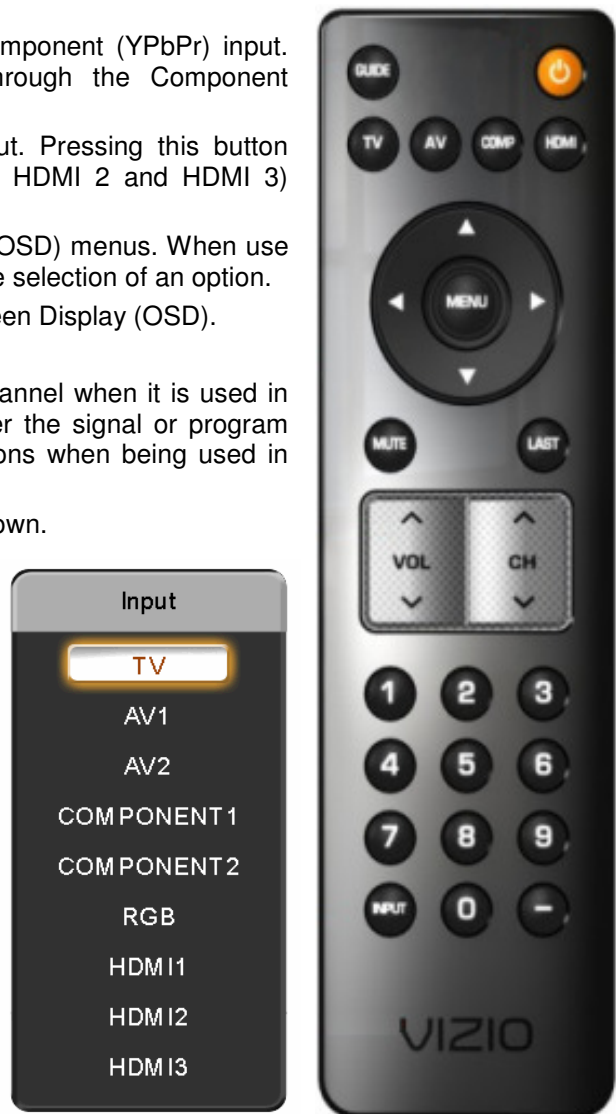 mponent (YPbPr) input.
hrough the Component
ut. Pressing this button
HDMI 2 and HDMI 3)
OSD) menus. When use
e selection of an option.
een Display (OSD).
annel when it is used in
er the signal or program
ons when being used in
own.
Input
TV
AV1
AV2
COMPONENT1
COMPONENT2
RGB
HDMI1
HDMI2
HDMI3
GUIDE
TV AV COMP HDMI
MENU
MUTE LAST
VOL CH
1 2 3
4 5 6
7 8 9
INPUT 0 –
VIZIO